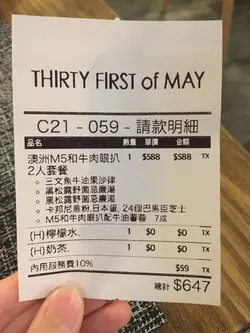 THIRTY FIRST of MAY
C21 - 059 - 請款明細
品名 數量 單價 金額
澳洲M5和牛肉眼扒 1 $588 $588 TX
2人套餐
◦ 三文魚牛油果沙律
◦ 黑松露野菌忌廉湯
◦ 黑松露野菌忌廉湯
◦ 卡邦尼意粉,日本蛋, 24個巴馬臣芝士
◦ M5和牛肉眼扒配牛油薯蓉 7成
(H)檸檬水. 1 $0 $0 TX
(H)奶茶. 1 $0 $0 TX
內用服務費10% $59 TX
總計 $647